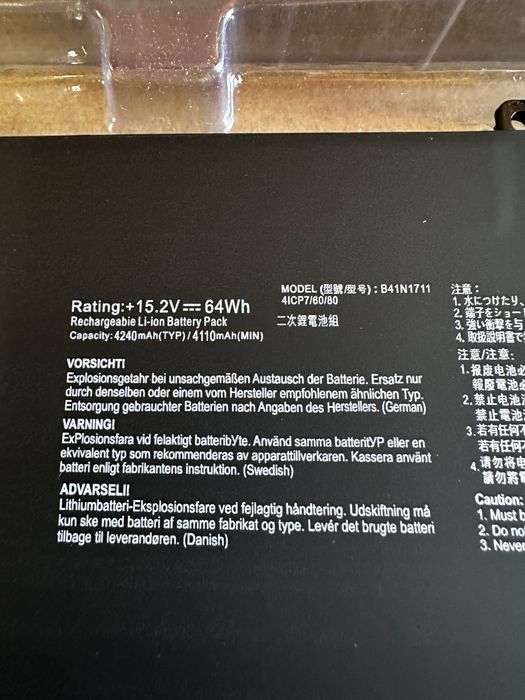 Rating:+15.2V⎓64Wh
Rechargeable Li-ion Battery Pack
Capacity:4240mAh(TYP)/4110mAh(MIN)
MODEL (型號/型号) : B41N1711
4ICP7/60/80
二次鋰電池組
VORSICHT!
Explosionsgetahr bei unsachgemäßen Austausch der Batterie. Ersatz nur
durch denselben oder einem vom Hersteller empfohlenem ähnlichen Typ.
Entsorgung gebrauchter Batterien nach Angaben des Herstellers. (German)
VARNING!
ExPlosionsfara vid felaktigt batteribYte. Använd samma batteritYP eller en
ekvivalent typ som rekommenderas av apparattillverkaren. Kassera använt
batteri enligt fabrikantens instruktion. (Swedish)
ADVARSELI!
Lithiumbatteri-Eksplosionsfare ved fejlagtig håndtering. Udskiftning må
kun ske med batteri af samme fabrikat og type. Levér det brugte batteri
tilbage til leverandøren. (Danish)
注意：
1. 水につけたり、
2. 端子をショー
3. 強い衝撃を与
4. 取扱説明書で
注意/注意:
1. 报废电池
報廢電池
2. 禁止电池
禁止電池
3. 若有任何不
若有任何不
4. 请勿将电
請勿將電
Caution:
1. Must b
2. Do no
3. Never